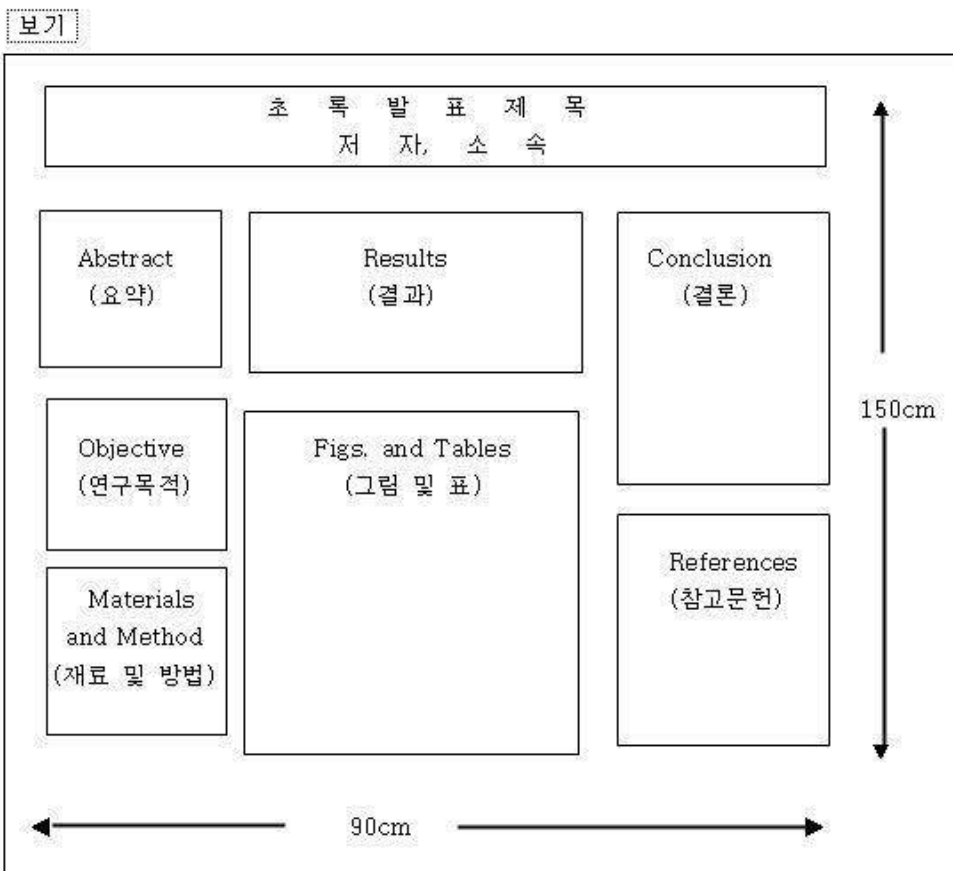 보기
초 록 발 표 제 목
저 자, 소 속
Abstract
(요약)
Objective
(연구목적)
Materials
and Method
(재료 및 방법)
Results
(결과)
Figs. and Tables
(그림 및 표)
Conclusion
(결론)
References
(참고문헌)
150cm
90cm